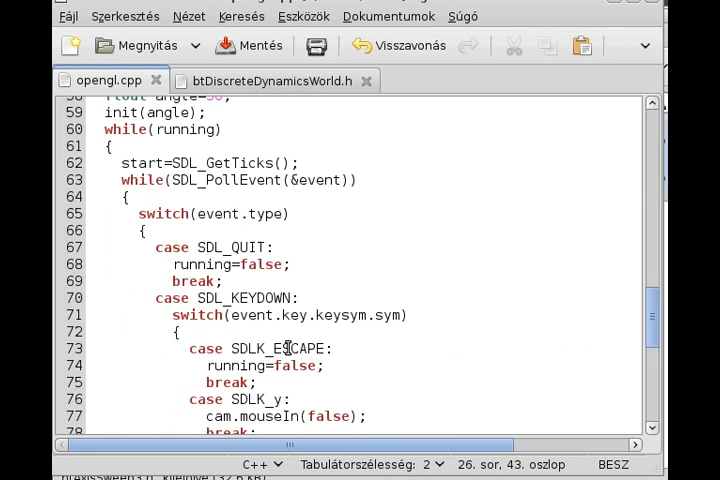 Fájl Szerkesztés Nézet Keresés Eszközök Dokumentumok Súgó
Megnyitás Mentés Visszavonás
opengl.cpp btDiscreteDynamicsWorld.h
59 init(angle);
60 while(running)
61 {
62 start=SDL_GetTicks();
63 while(SDL_PollEvent(&event))
64 {
65 switch(event.type)
66 {
67 case SDL_QUIT:
68 running=false;
69 break;
70 case SDL_KEYDOWN:
71 switch(event.key.keysym.sym)
72 {
73 case SDLK_ESCAPE:
74 running=false;
75 break;
76 case SDLK_y:
77 cam.mouseIn(false);
78 break;
C++ Tabulátorszélesség: 2 26. sor, 43. oszlop BESZ